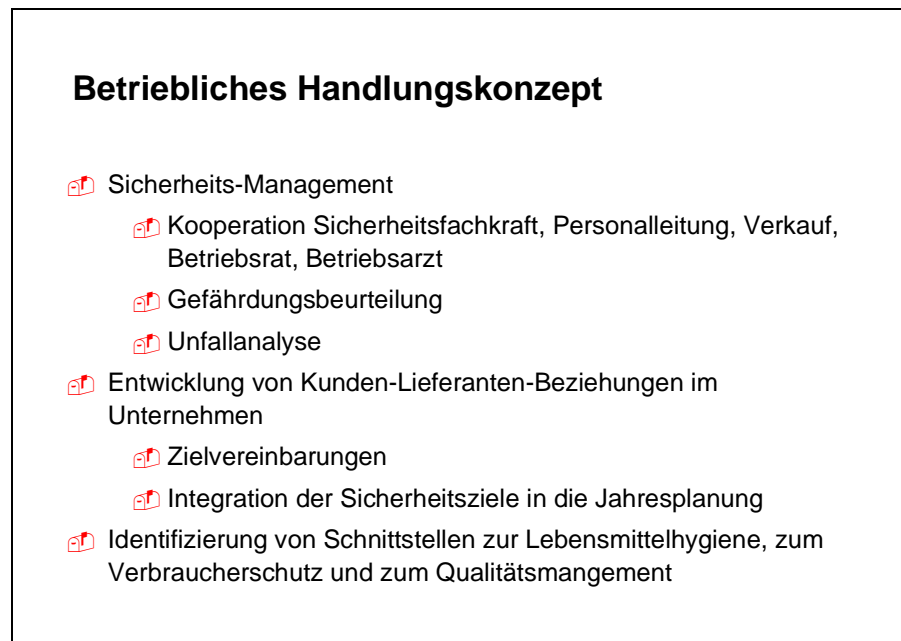 Betriebliches Handlungskonzept
Sicherheits-Management
Kooperation Sicherheitsfachkraft, Personalleitung, Verkauf,
Betriebsrat, Betriebsarzt
Gefährdungsbeurteilung
Unfallanalyse
Entwicklung von Kunden-Lieferanten-Beziehungen im
Unternehmen
Zielvereinbarungen
Integration der Sicherheitsziele in die Jahresplanung
Identifizierung von Schnittstellen zur Lebensmittelhygiene, zum
Verbraucherschutz und zum Qualitätsmangement